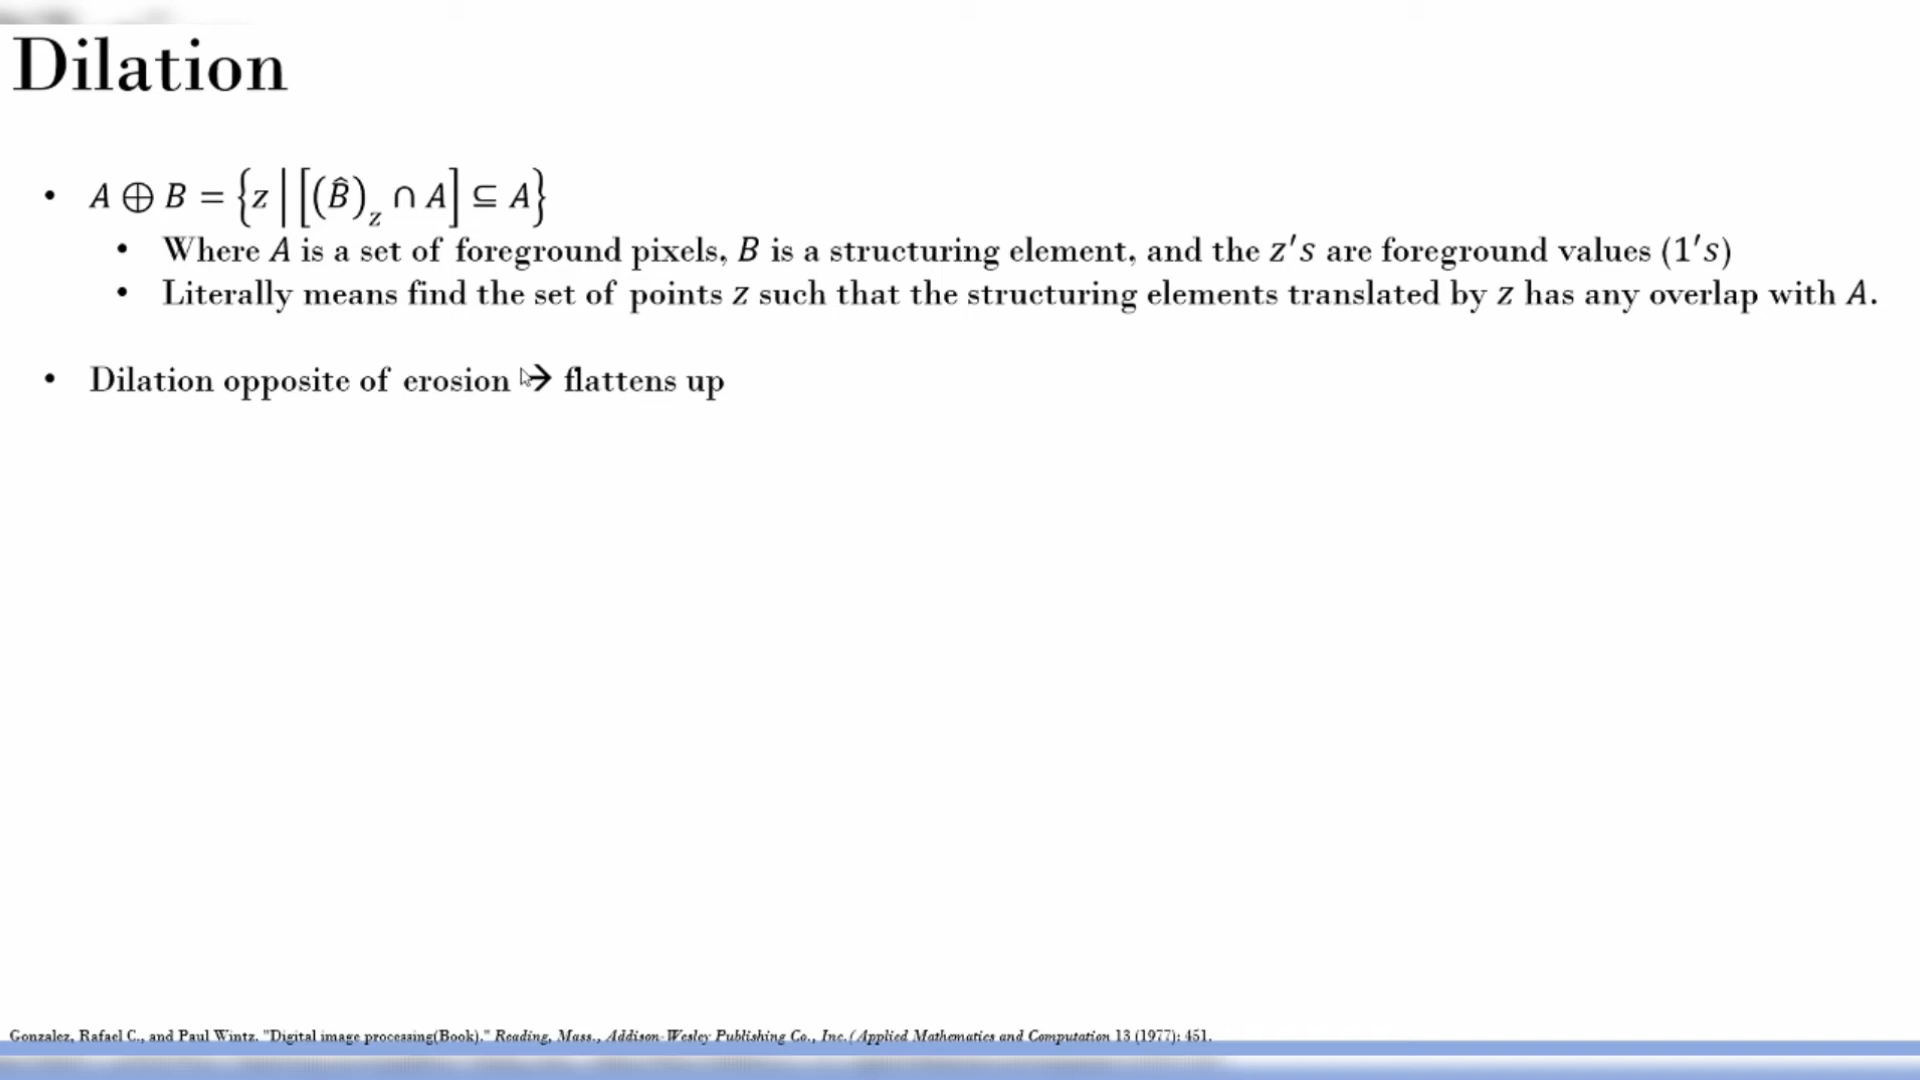 Dilation
• A ⊕ B = {z | [(B̂)_z ∩ A] ⊆ A}
• Where A is a set of foreground pixels, B is a structuring element, and the z's are foreground values (1's)
• Literally means find the set of points z such that the structuring elements translated by z has any overlap with A.
• Dilation opposite of erosion → flattens up
Gonzalez, Rafael C., and Paul Wintz. "Digital image processing(Book)." Reading, Mass., Addison-Wesley Publishing Co., Inc.(Applied Mathematics and Computation 13 (1977): 451.